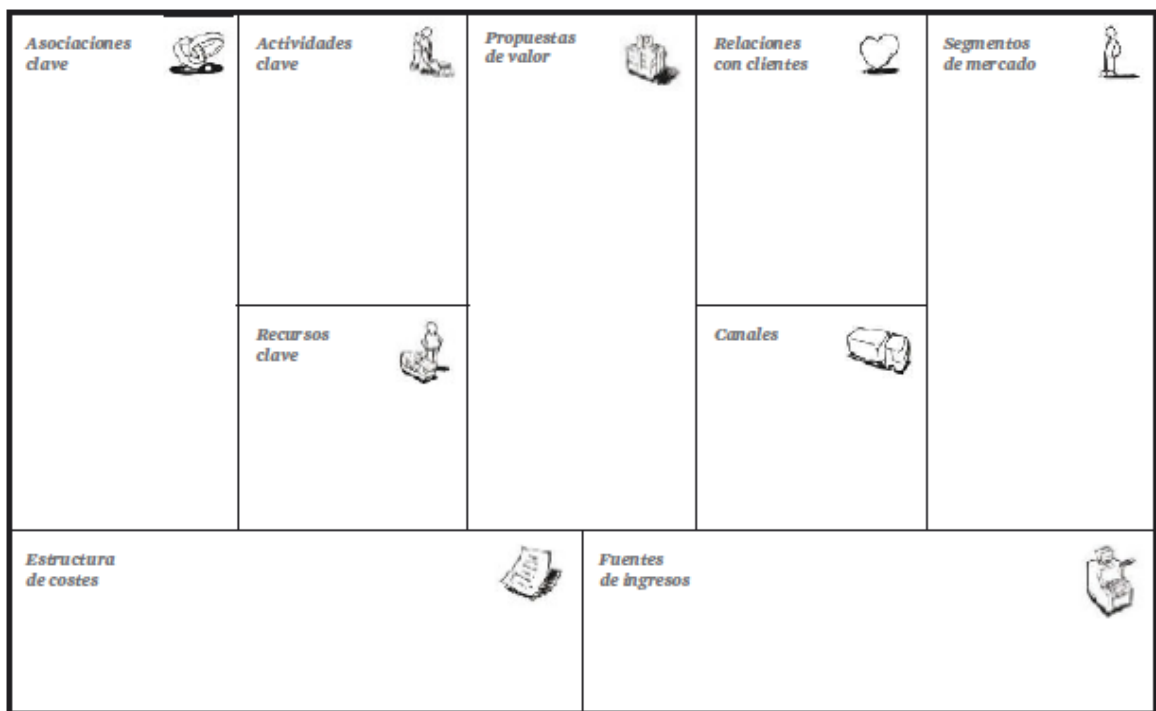 Asociaciones
clave
Actividades
clave
Propuestas
de valor
Relaciones
con clientes
Segmentos
de mercado
Recursos
clave
Canales
Estructura
de costes
Fuentes
de ingresos